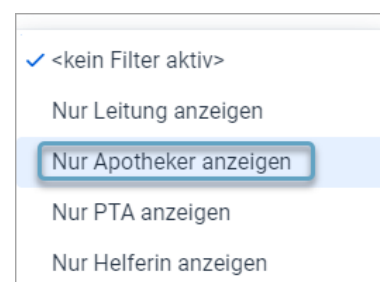 <kein Filter aktiv>
Nur Leitung anzeigen
Nur Apotheker anzeigen
Nur PTA anzeigen
Nur Helferin anzeigen